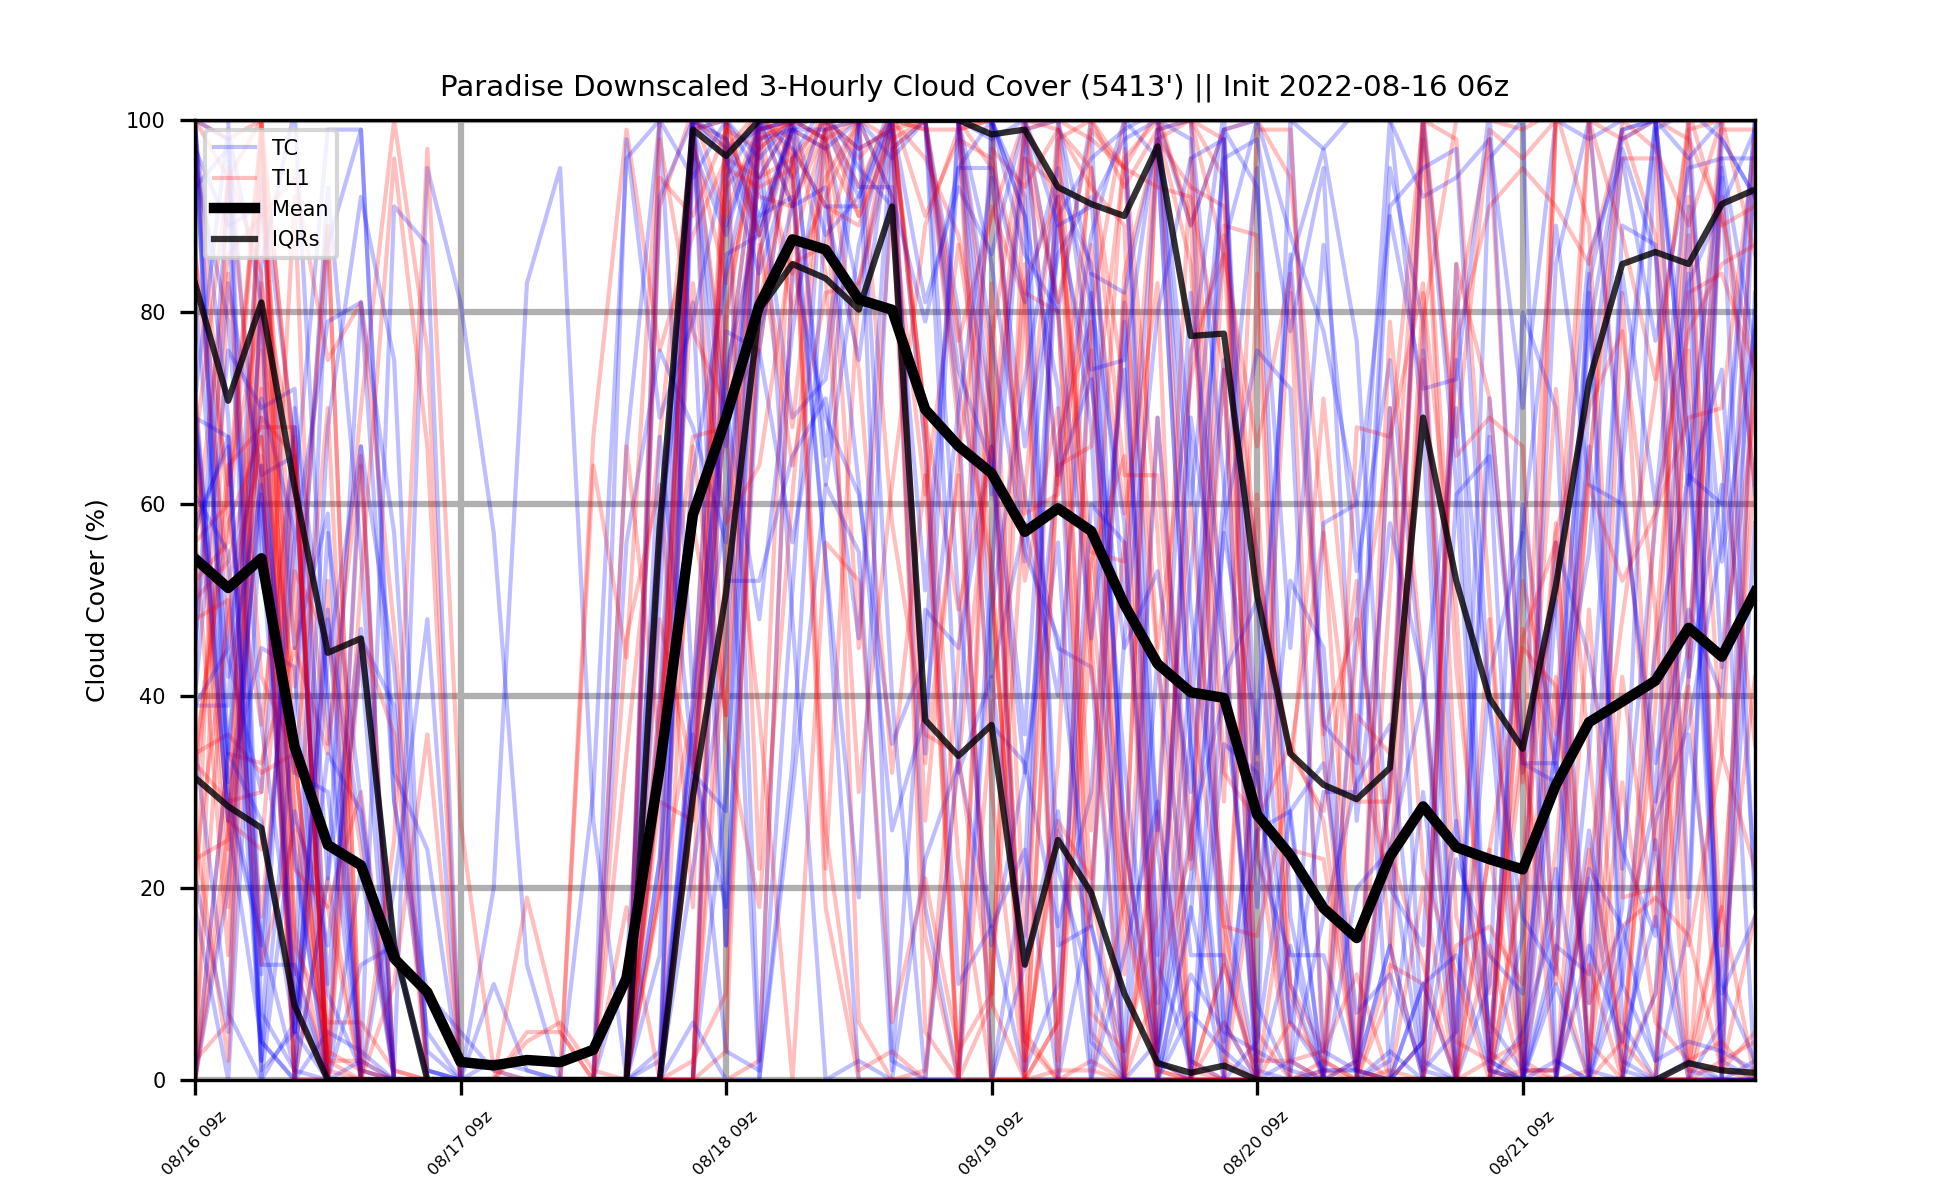 Paradise Downscaled 3-Hourly Cloud Cover (5413') || Init 2022-08-16 06z
100
80
60
40
20
0
Cloud Cover (%)
TC
TL1
Mean
IQRs
08/16 09z
08/17 09z
08/18 09z
08/19 09z
08/20 09z
08/21 09z